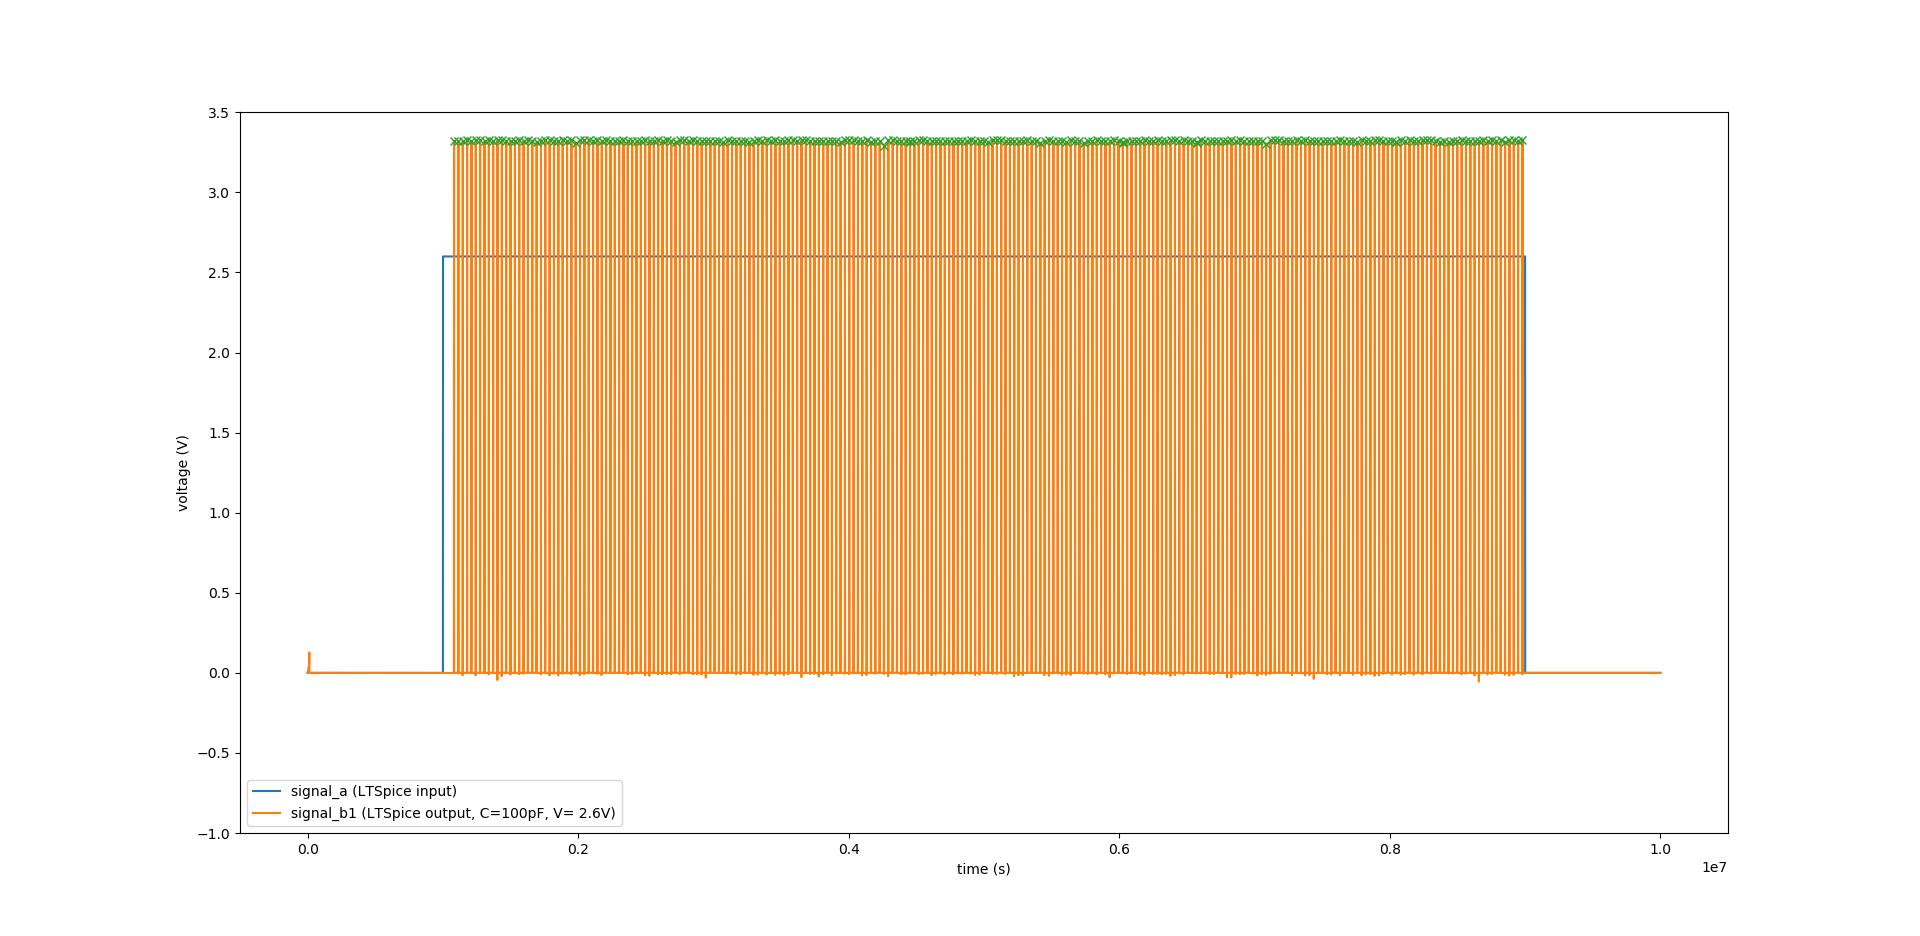 3.5
3.0
2.5
2.0
1.5
1.0
0.5
0.0
−0.5
−1.0
voltage (V)
signal_a (LTSpice input)
signal_b1 (LTSpice output, C=100pF, V= 2.6V)
0.0 0.2 0.4 0.6 0.8 1.0
time (s)
1e7